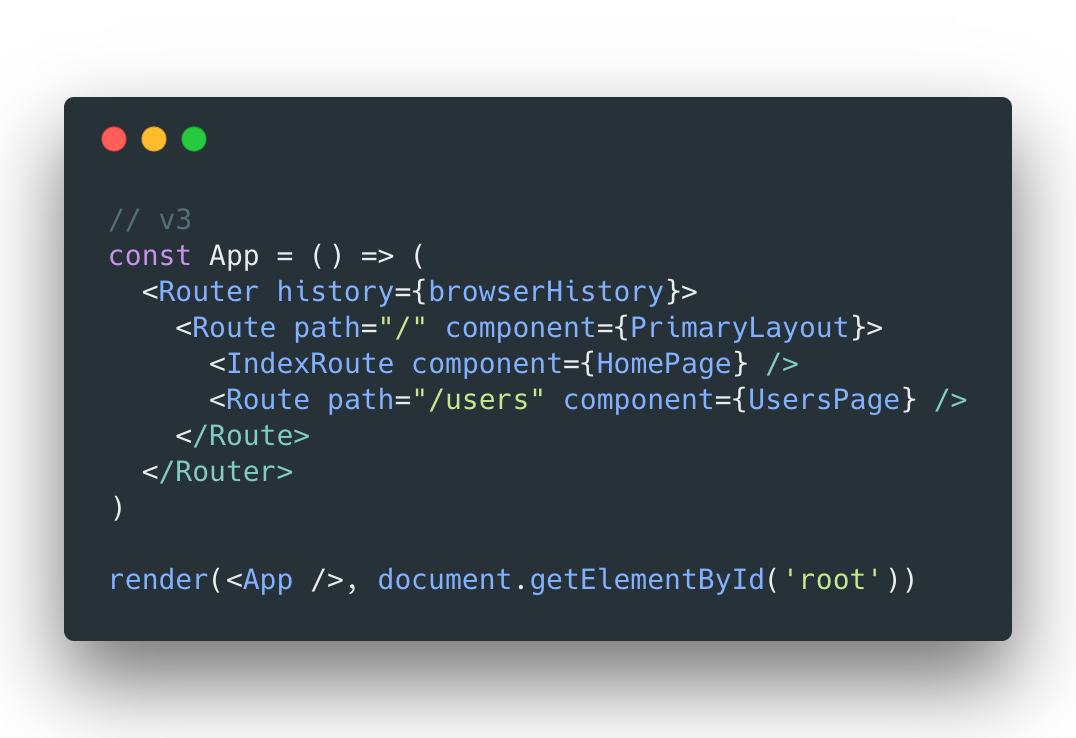 // v3
const App = () => (
  <Router history={browserHistory}>
    <Route path="/" component={PrimaryLayout}>
      <IndexRoute component={HomePage} />
      <Route path="/users" component={UsersPage} />
    </Route>
  </Router>
)

render(<App />, document.getElementById('root'))